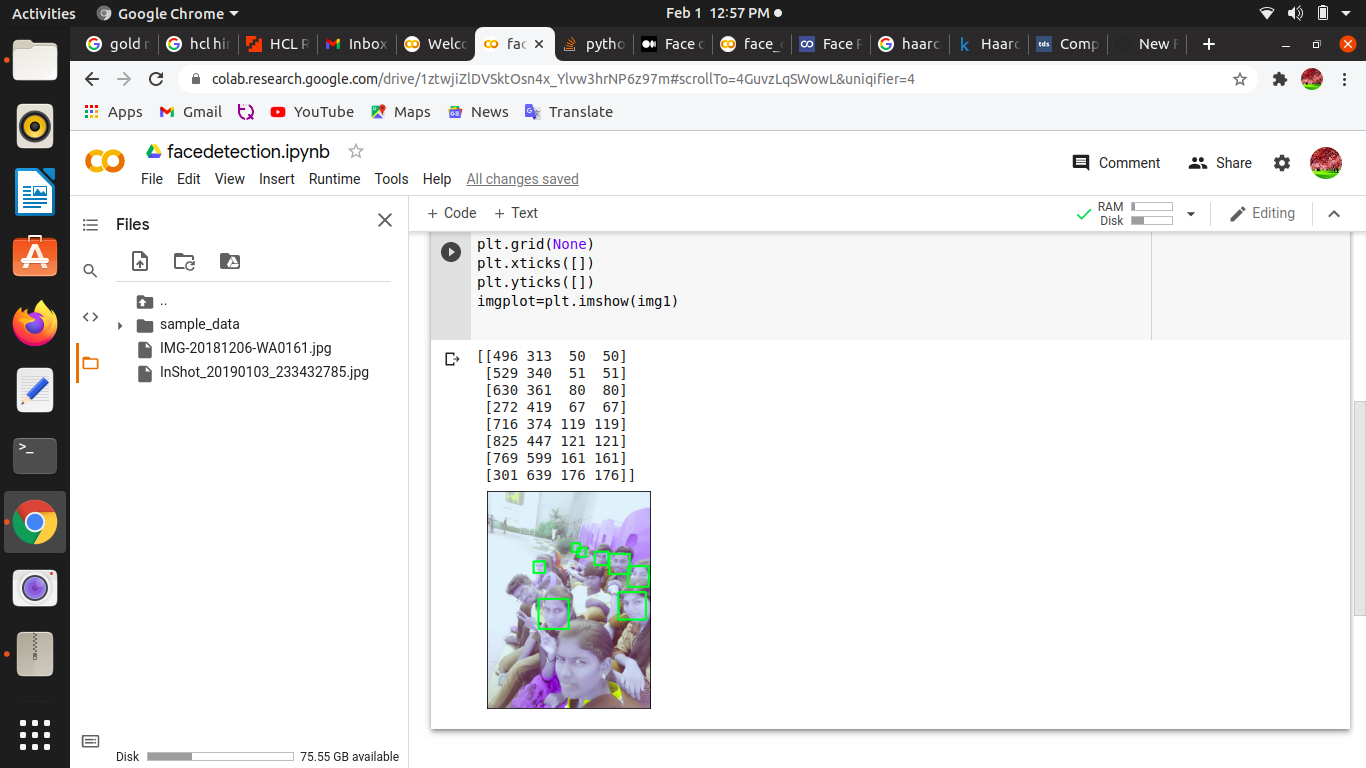 Activities
Google Chrome
Feb 1 12:57 PM
gold r
hcl hi
HCL R
Inbox
Welco
fac
pytho
Face d
face_
Face R
haarc
Haarc
Comp
New
colab.research.google.com/drive/1ztwjiZlDVSktOsn4x_Ylvw3hrNP6z97m#scrollTo=4GuvzLqSWowL&uniqifier=4
Apps
Gmail
YouTube
Maps
News
Translate
facedetection.ipynb
Comment
Share
File
Edit
View
Insert
Runtime
Tools
Help
All changes saved
Files
+ Code
+ Text
RAM
Disk
Editing
..
sample_data
IMG-20181206-WA0161.jpg
InShot_20190103_233432785.jpg
plt.grid(None)
plt.xticks([])
plt.yticks([])
imgplot=plt.imshow(img1)
[[496 313 50 50]
[529 340 51 51]
[630 361 80 80]
[272 419 67 67]
[716 374 119 119]
[825 447 121 121]
[769 599 161 161]
[301 639 176 176]]
Disk
75.55 GB available